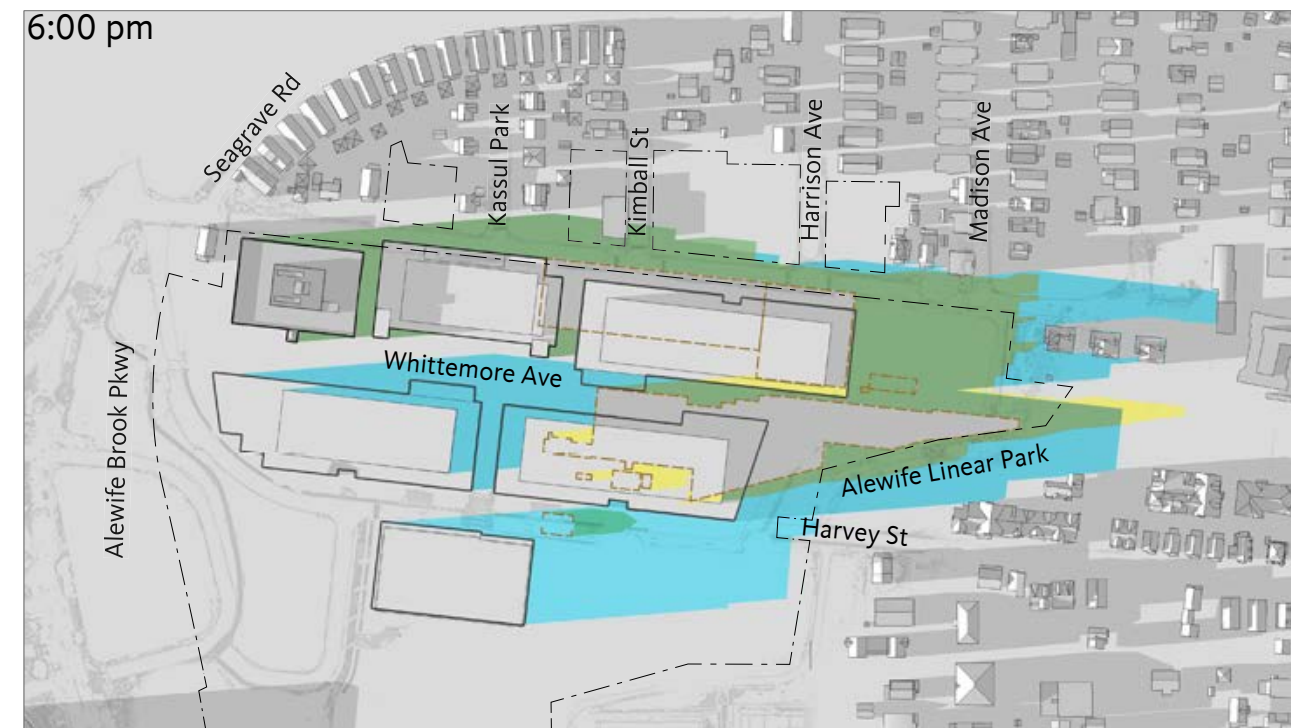 6:00 pm
Seagrave Rd
Kassul Park
Kimball St
Harrison Ave
Madison Ave
Alewife Brook Pkwy
Whittemore Ave
Alewife Linear Park
Harvey St